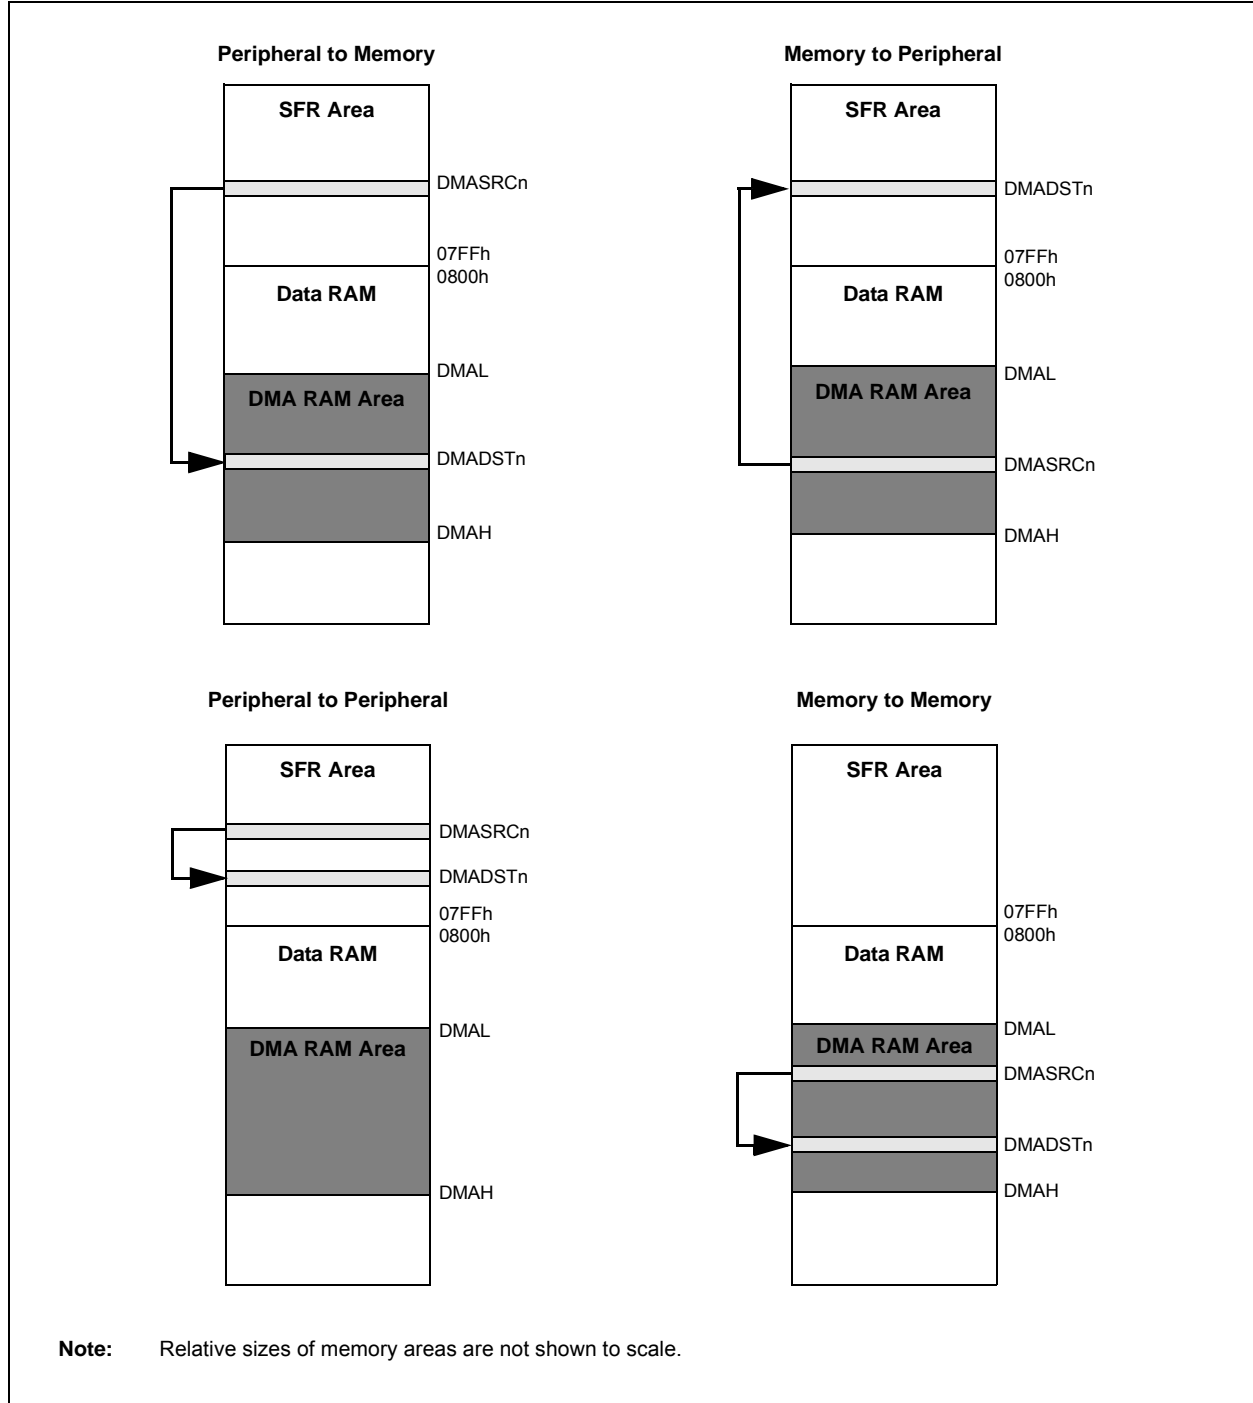 Peripheral to Memory
SFR Area
DMASRCn
07FFh
0800h
Data RAM
DMAL
DMA RAM Area
DMADSTn
DMAH
Memory to Peripheral
SFR Area
DMADSTn
07FFh
0800h
Data RAM
DMAL
DMA RAM Area
DMASRCn
DMAH
Peripheral to Peripheral
SFR Area
DMASRCn
DMADSTn
07FFh
0800h
Data RAM
DMAL
DMA RAM Area
DMAH
Memory to Memory
SFR Area
07FFh
0800h
Data RAM
DMAL
DMA RAM Area
DMASRCn
DMADSTn
DMAH
Note: Relative sizes of memory areas are not shown to scale.